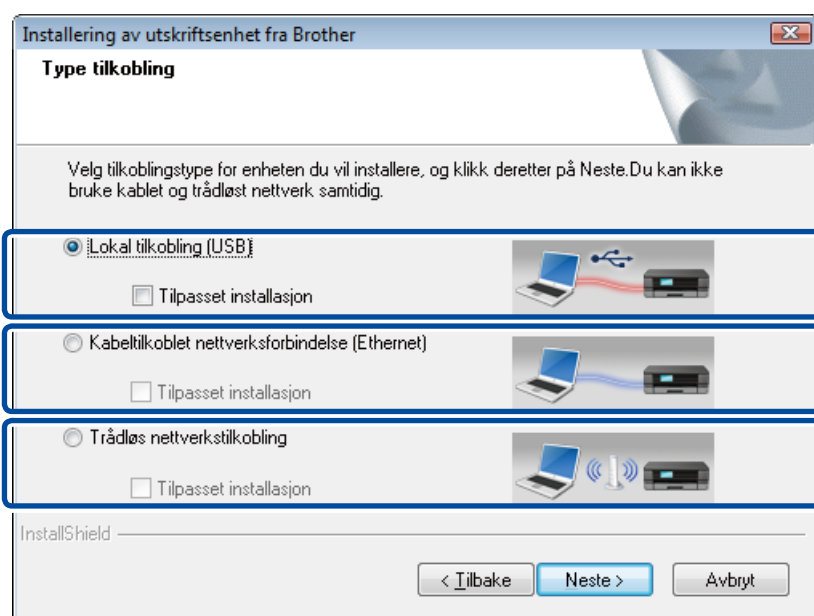 Installering av utskriftsenhet fra Brother
Type tilkobling
Velg tilkoblingstype for enheten du vil installere, og klikk deretter på Neste.Du kan ikke
bruke kablet og trådløst nettverk samtidig.
Lokal tilkobling (USB)
Tilpasset installasjon
Kabeltilkoblet nettverksforbindelse (Ethernet)
Tilpasset installasjon
Trådløs nettverkstilkobling
Tilpasset installasjon
InstallShield
< Tilbake Neste > Avbryt